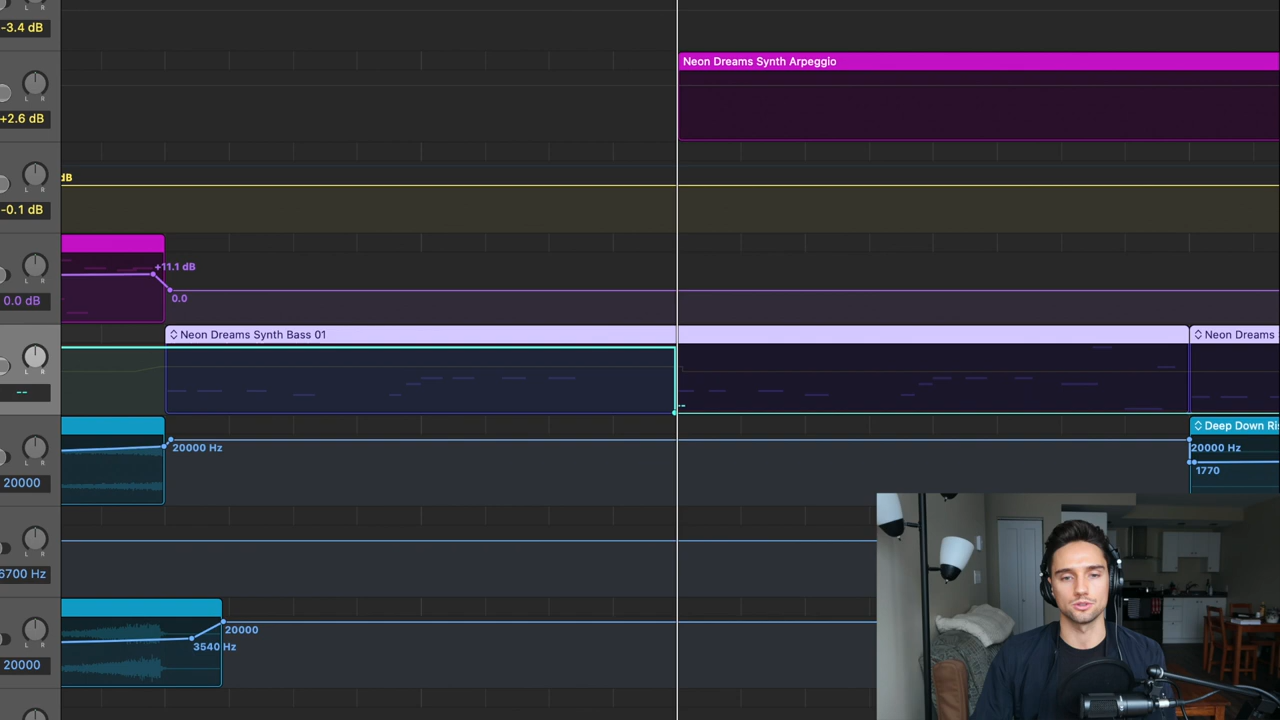 -3.4 dB
Neon Dreams Synth Arpeggio
L R
+2.6 dB
dB
L R
-0.1 dB
+11.1 dB
L R
0.0 dB
0.0
Neon Dreams Synth Bass 01
Neon Dreams
L R
--
--
Deep Down Ris
20000 Hz
20000 Hz
L R
20000
1770
L R
6700 Hz
20000
L R
3540 Hz
20000